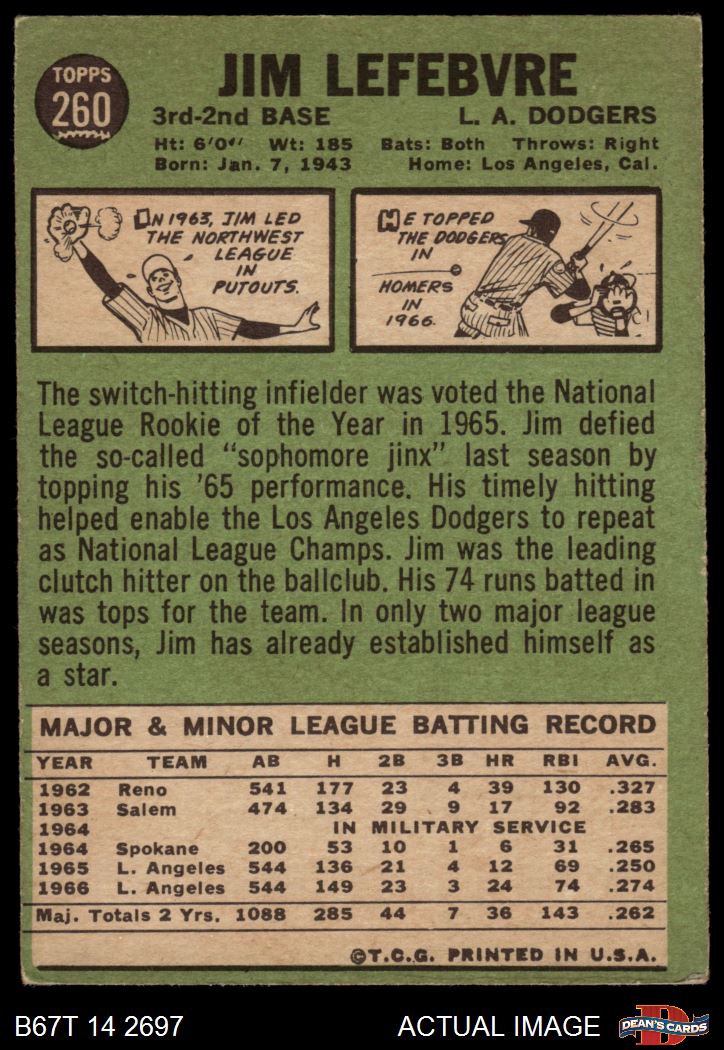 TOPPS
260
JIM LEFEBVRE
3rd-2nd BASE L. A. DODGERS
Ht: 6'0" Wt: 185 Bats: Both Throws: Right
Born: Jan. 7, 1943 Home: Los Angeles, Cal.
IN 1963, JIM LED
THE NORTHWEST
LEAGUE
IN
PUTOUTS.
HE TOPPED
THE DODGERS
IN
HOMERS
IN
1966.
The switch-hitting infielder was voted the National
League Rookie of the Year in 1965. Jim defied
the so-called "sophomore jinx" last season by
topping his '65 performance. His timely hitting
helped enable the Los Angeles Dodgers to repeat
as National League Champs. Jim was the leading
clutch hitter on the ballclub. His 74 runs batted in
was tops for the team. In only two major league
seasons, Jim has already established himself as
a star.
MAJOR & MINOR LEAGUE BATTING RECORD
YEAR TEAM AB H 2B 3B HR RBI AVG.
1962 Reno 541 177 23 4 39 130 .327
1963 Salem 474 134 29 9 17 92 .283
1964 IN MILITARY SERVICE
1964 Spokane 200 53 10 1 6 31 .265
1965 L. Angeles 544 136 21 4 12 69 .250
1966 L. Angeles 544 149 23 3 24 74 .274
Maj. Totals 2 Yrs. 1088 285 44 7 36 143 .262
©T.C.G. PRINTED IN U.S.A.
B67T 14 2697 ACTUAL IMAGE
D
DEAN'S CARDS